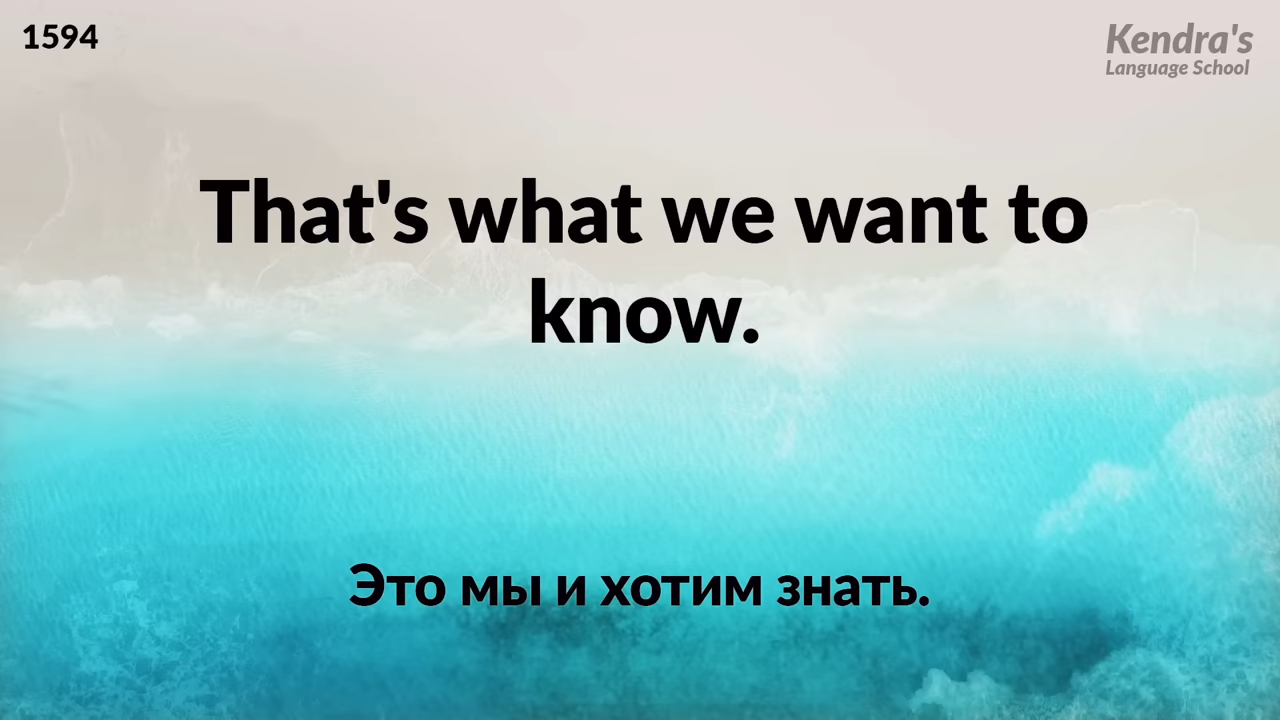 1594
Kendra's
Language School
That's what we want to
know.
Это мы и хотим знать.